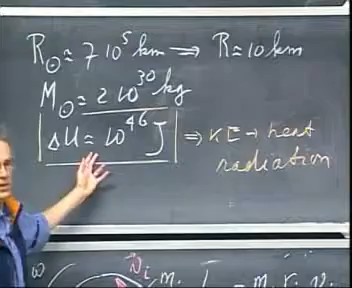 R☉ ≈ 7 10⁵ km ⟹ R ≈ 10 km
M☉ ≈ 2 10³⁰ kg
ΔU ≈ 10⁴⁶ J ⇒ KE → heat
radiation
ω v i m